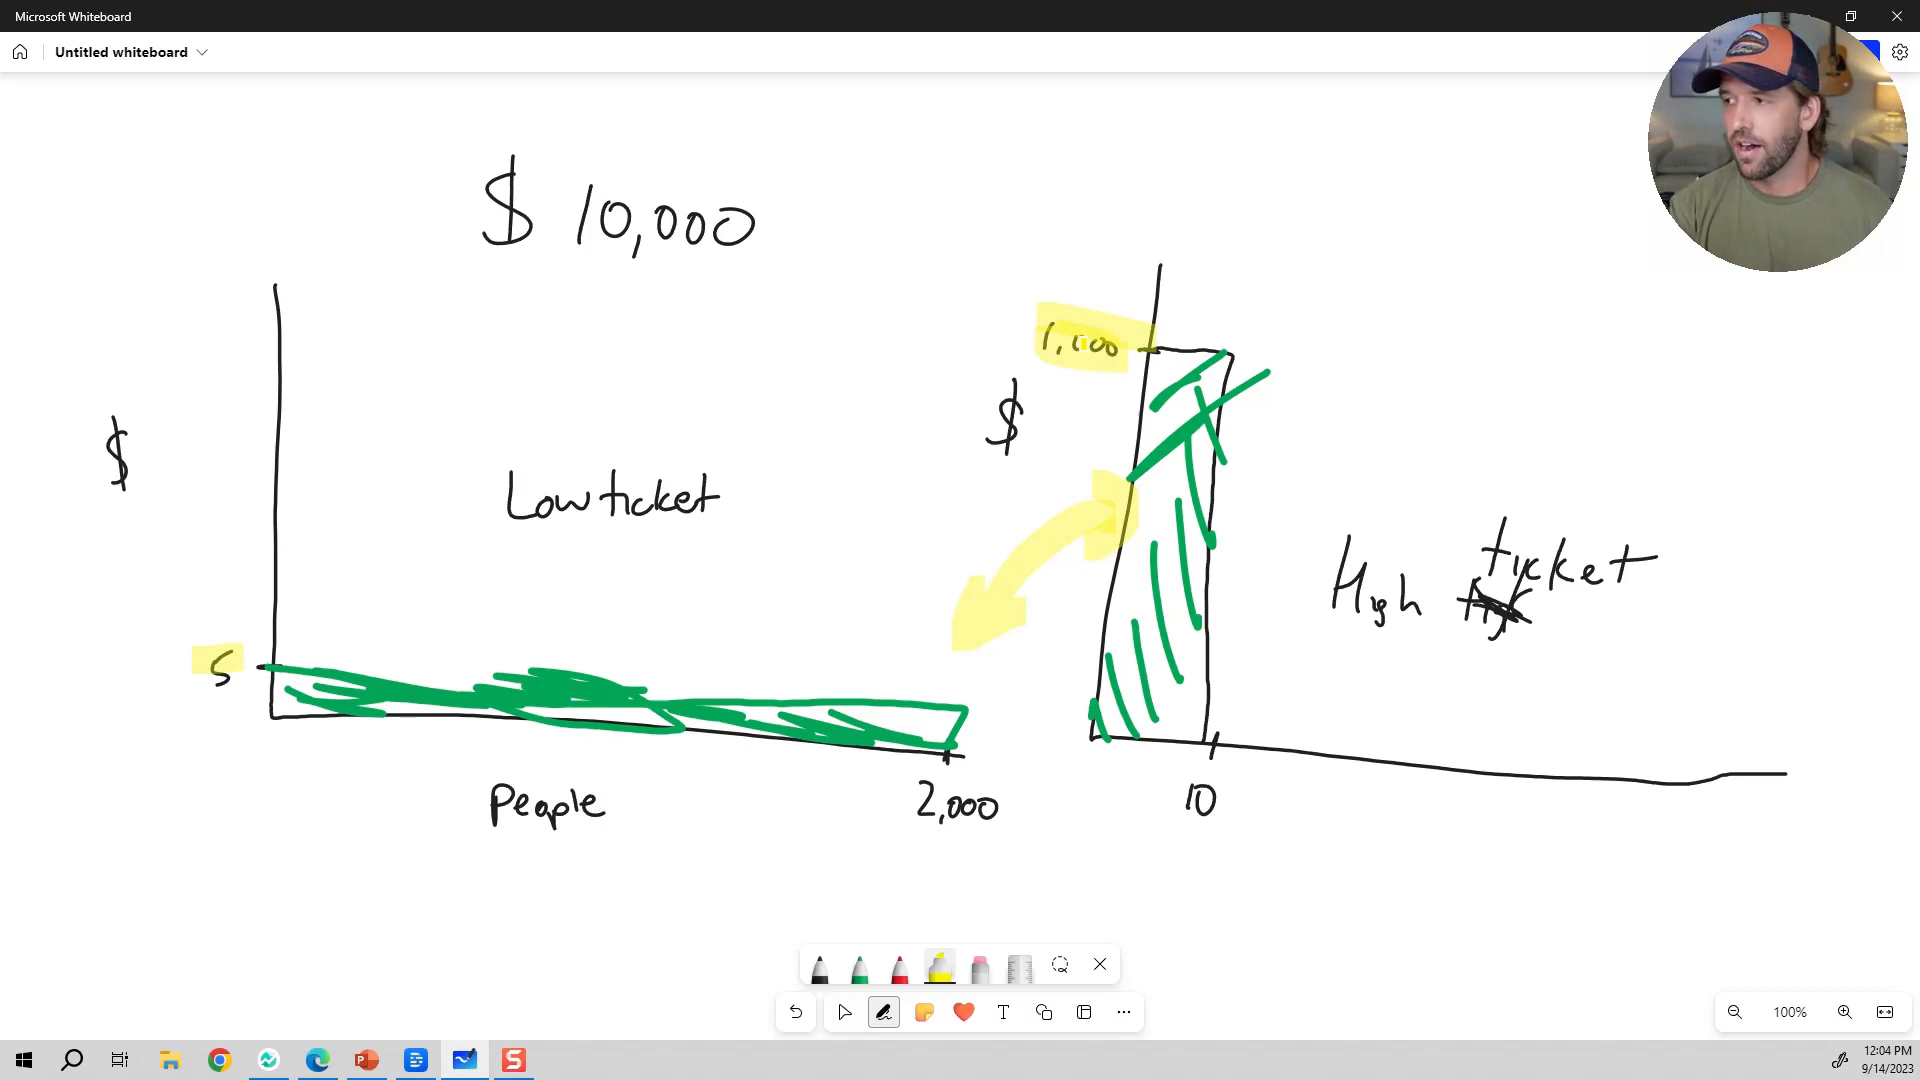 Microsoft Whiteboard
Untitled whiteboard
$ 10,000
1,000
$
$
Low ticket
High ticket
5
People
2,000
10
100%
12:04 PM
9/14/2023